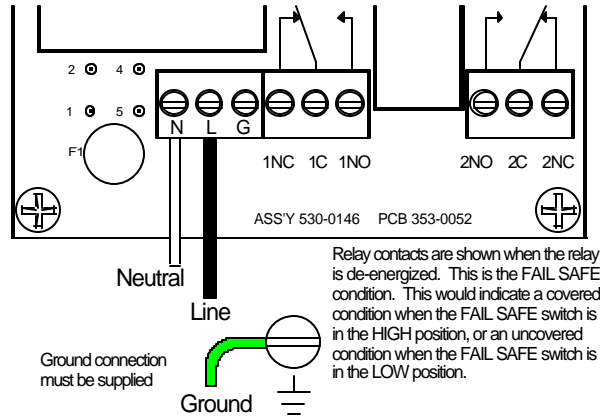 2 4
1 5
F1
N L G
1NC 1C 1NO
2NO 2C 2NC
ASS'Y 530-0146 PCB 353-0052
Neutral
Line
Relay contacts are shown when the relay
is de-energized. This is the FAIL SAFE
condition. This would indicate a covered
condition when the FAIL SAFE switch is
in the HIGH position, or an uncovered
condition when the FAIL SAFE switch is
in the LOW position.
Ground connection
must be supplied
Ground